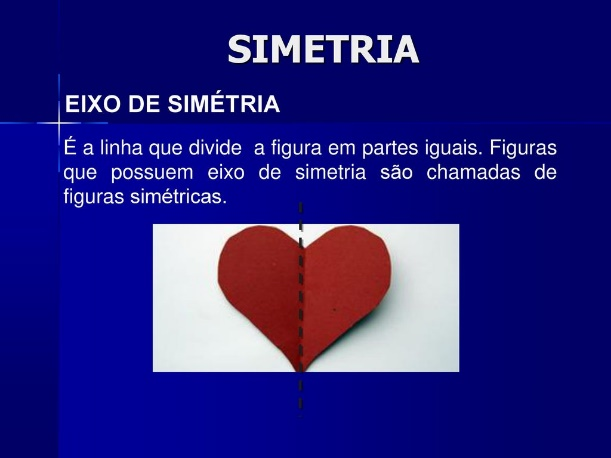 SIMETRIA
EIXO DE SIMÉTRIA
É a linha que divide a figura em partes iguais. Figuras
que possuem eixo de simetria são chamadas de
figuras simétricas.